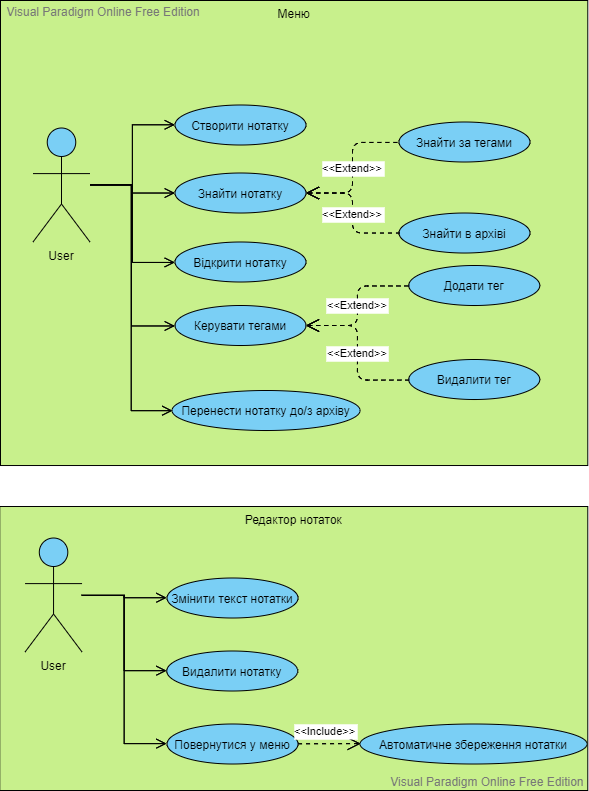 Visual Paradigm Online Free Edition
Меню
Створити нотатку
Знайти за тегами
<<Extend>>
Знайти нотатку
<<Extend>>
Знайти в архіві
User
Відкрити нотатку
Додати тег
<<Extend>>
Керувати тегами
<<Extend>>
Видалити тег
Перенести нотатку до/з архіву
Редактор нотаток
Змінити текст нотатки
User
Видалити нотатку
<<Include>>
Повернутися у меню
Автоматичне збереження нотатки
Visual Paradigm Online Free Edition